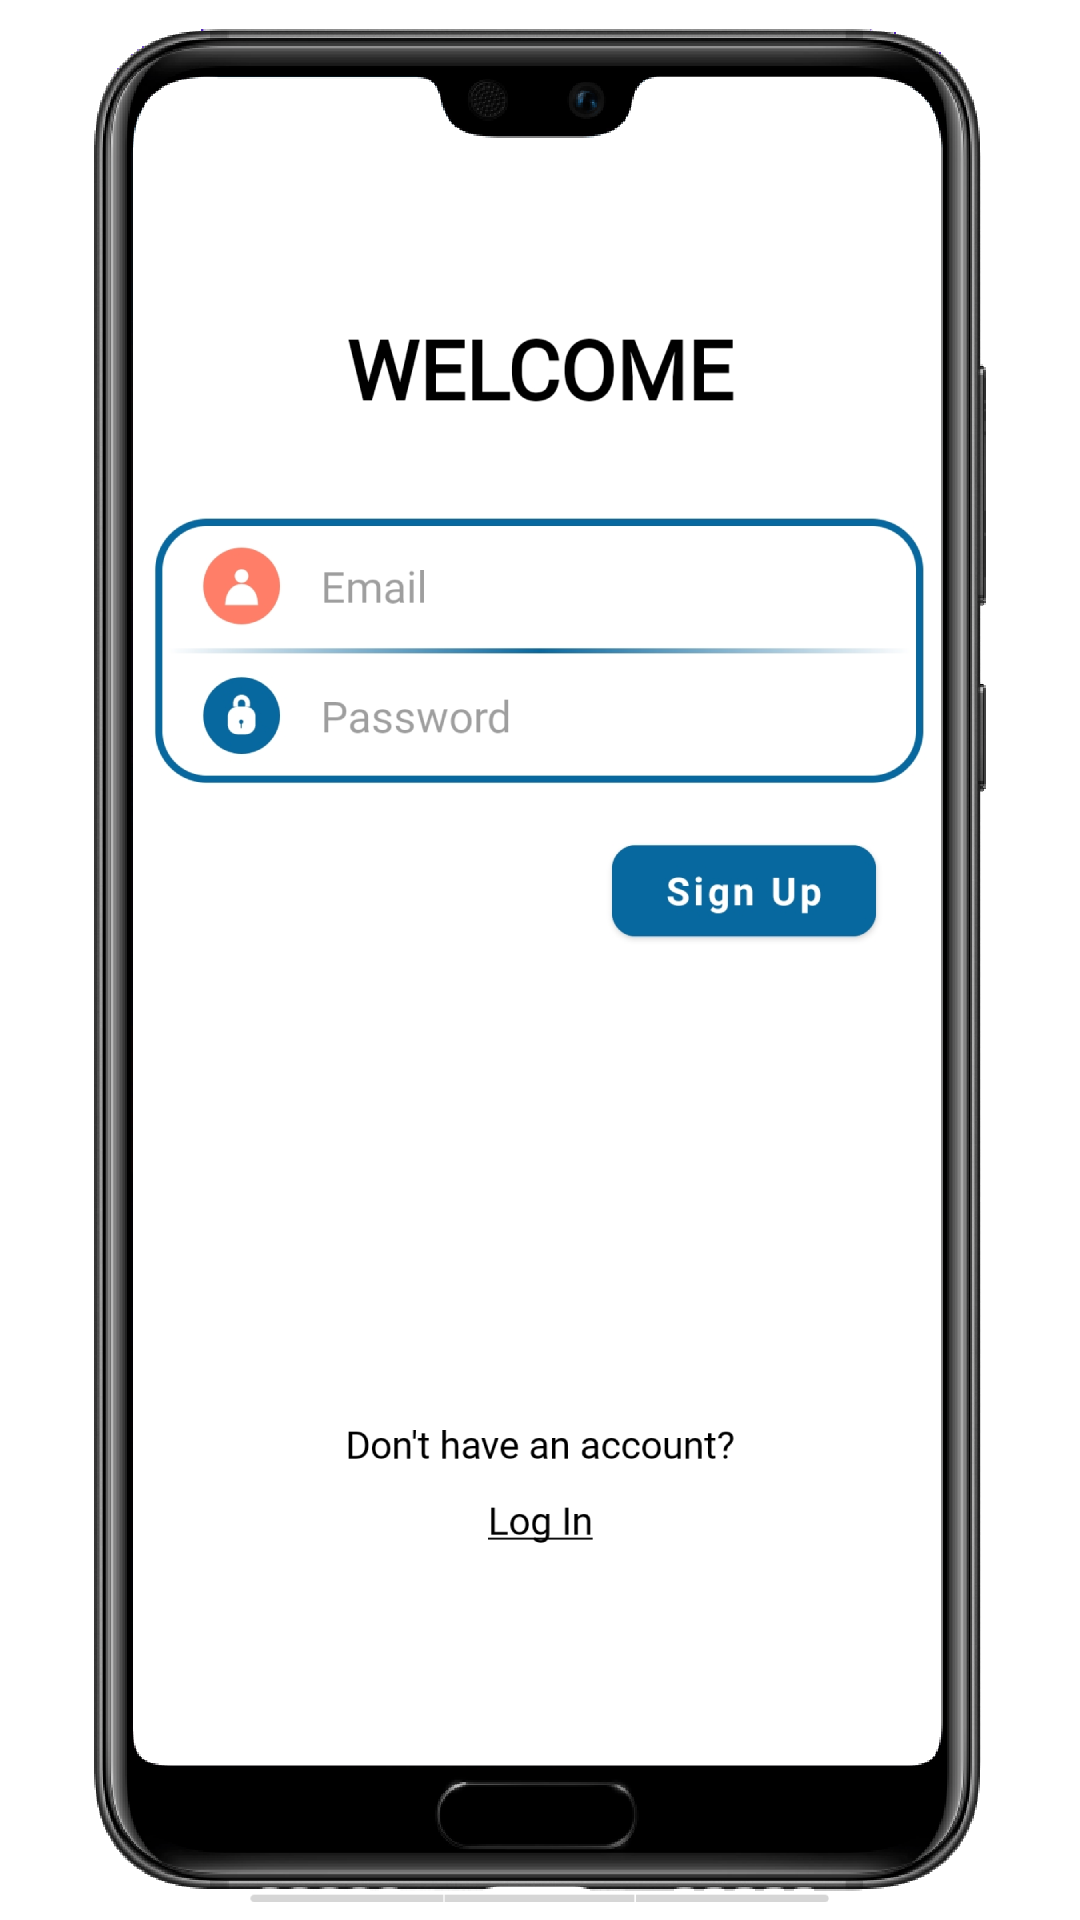 WELCOME
Email
Password
Sign Up
Don't have an account?
Log In